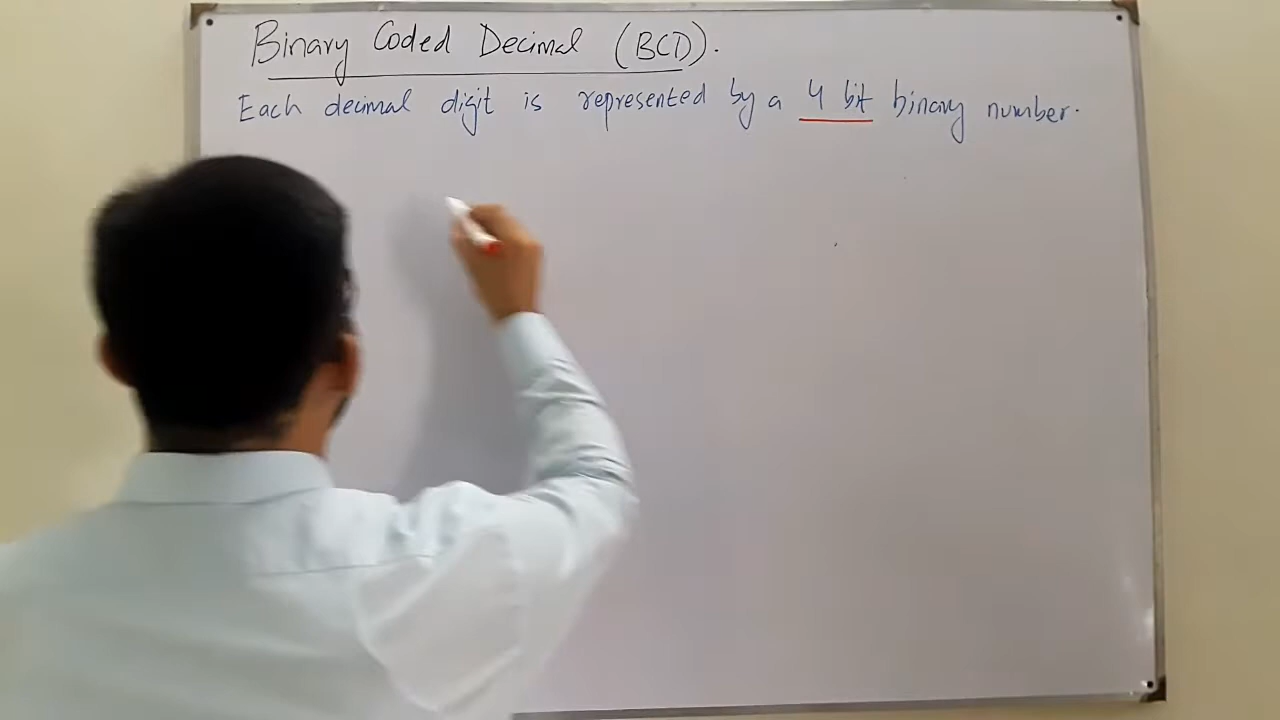 Binary Coded Decimal (BCD).
Each decimal digit is represented by a 4 bit binary number.